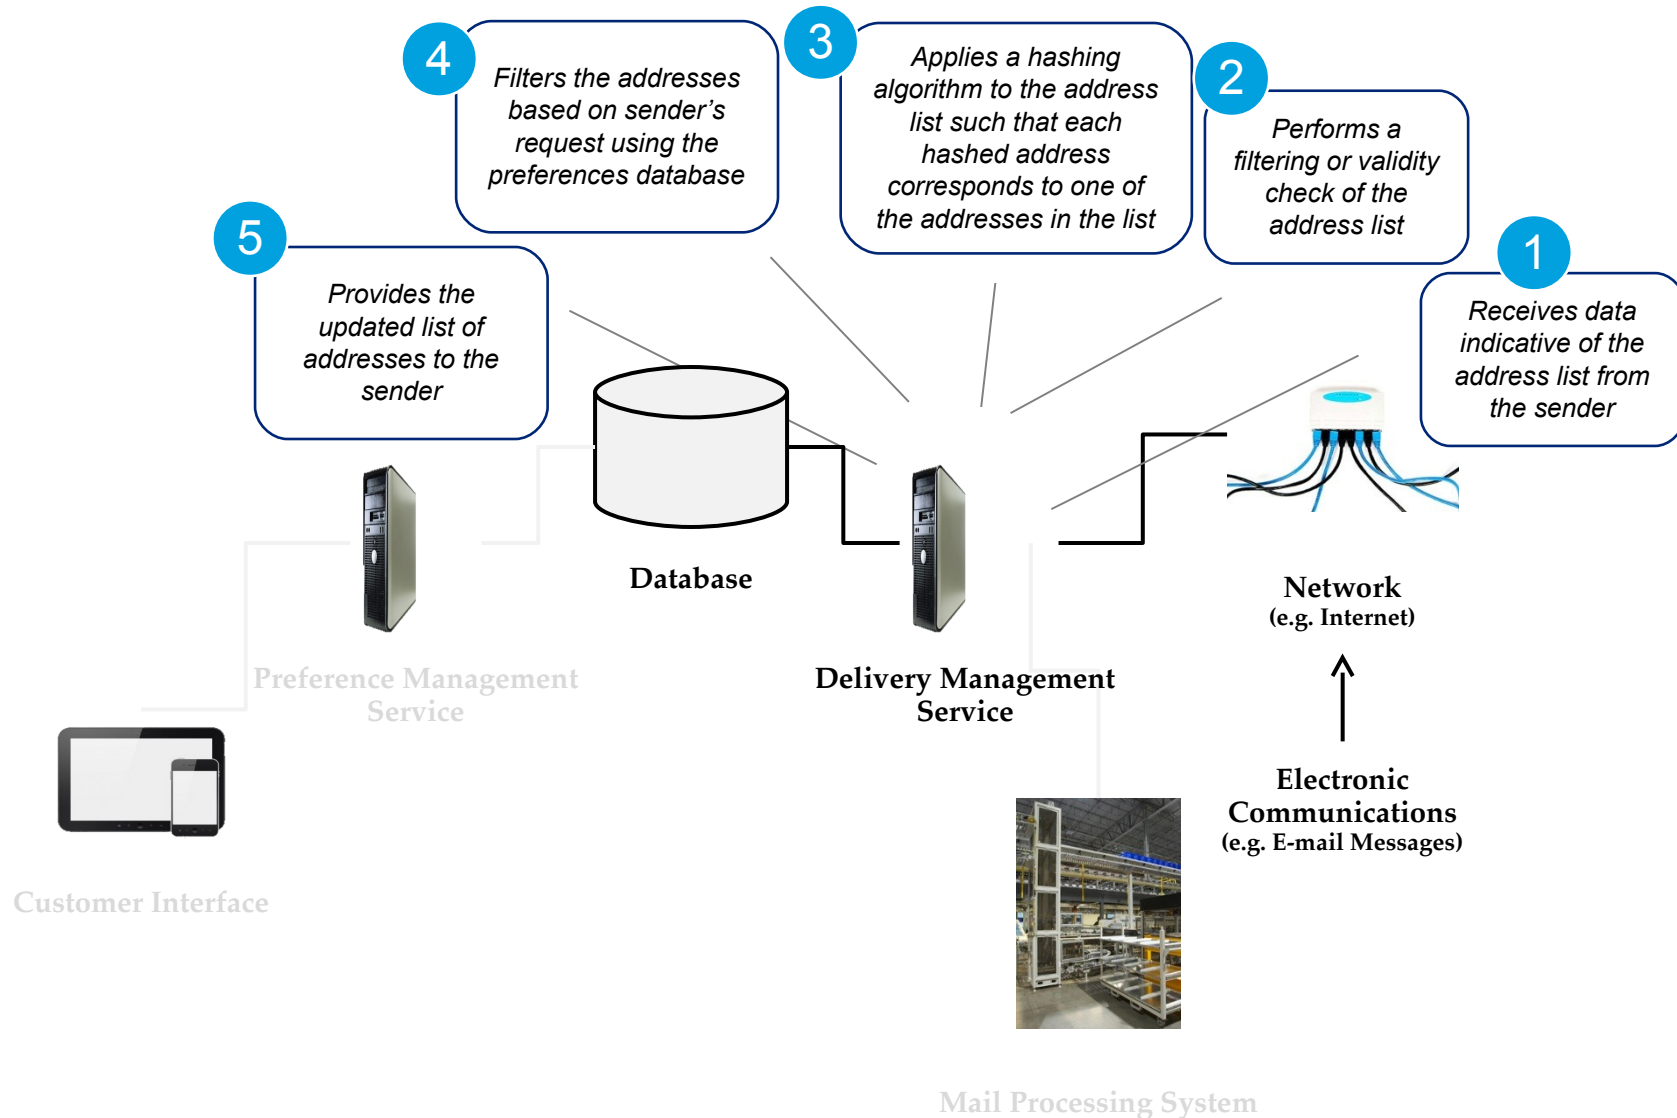 4
Filters the addresses
based on sender’s
request using the
preferences database
3
Applies a hashing
algorithm to the address
list such that each
hashed address
corresponds to one of
the addresses in the list
2
Performs a
filtering or validity
check of the
address list
5
Provides the
updated list of
addresses to the
sender
1
Receives data
indicative of the
address list from
the sender
Database
Network
(e.g. Internet)
Preference Management
Service
Delivery Management
Service
Electronic
Communications
(e.g. E-mail Messages)
Customer Interface
Mail Processing System